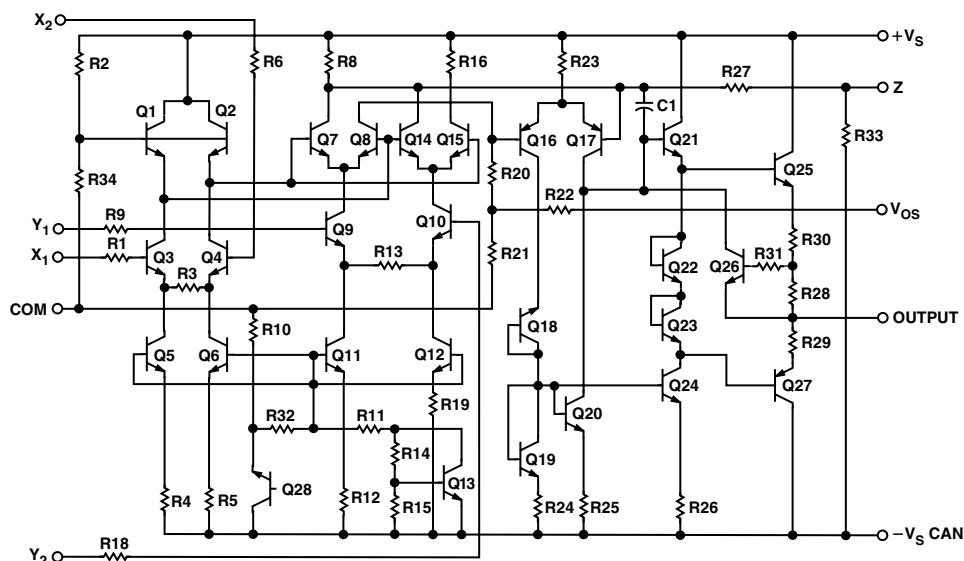 X2
R2
R6
R8
R16
R23
+VS
R27
Z
C1
Q1
Q2
Q7
Q8
Q14
Q15
Q16
Q17
Q21
R33
R34
R20
Q25
Y1
R9
Q9
Q10
R22
VOS
X1
R1
Q3
Q4
R3
R13
R21
Q22
Q26
R31
R30
R28
COM
R10
Q18
Q23
OUTPUT
Q5
Q6
Q11
Q12
R29
R19
Q24
Q27
Q20
R32
R11
R14
Q19
Q28
Q13
R4
R5
R12
R15
R24
R25
R26
−VS CAN
Y2
R18